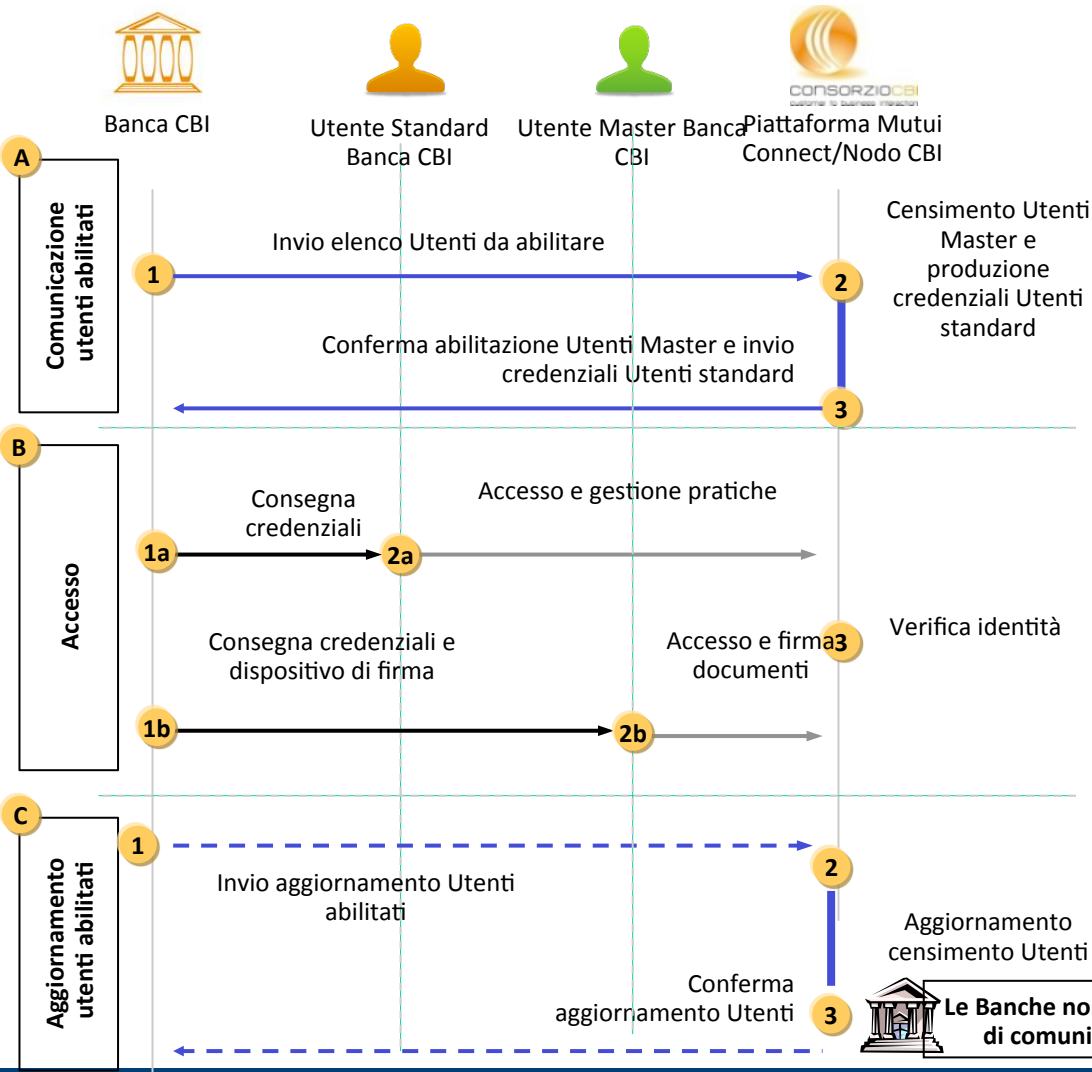 CONSORZIOCBI
customer to business interaction
Banca CBI
Utente Standard
Banca CBI
Utente Master Banca
CBI
Piattaforma Mutui
Connect/Nodo CBI
A
Comunicazione
utenti abilitati
1
Invio elenco Utenti da abilitare
2
Censimento Utenti
Master e
produzione
credenziali Utenti
standard
Conferma abilitazione Utenti Master e invio
credenziali Utenti standard
3
B
Accesso
Consegna
credenziali
Accesso e gestione pratiche
1a
2a
Consegna credenziali e
dispositivo di firma
Accesso e firma
documenti
3
Verifica identità
1b
2b
C
Aggiornamento
utenti abilitati
1
2
Invio aggiornamento Utenti
abilitati
Aggiornamento
censimento Utenti
Conferma
aggiornamento Utenti
3
Le Banche no
di comuni